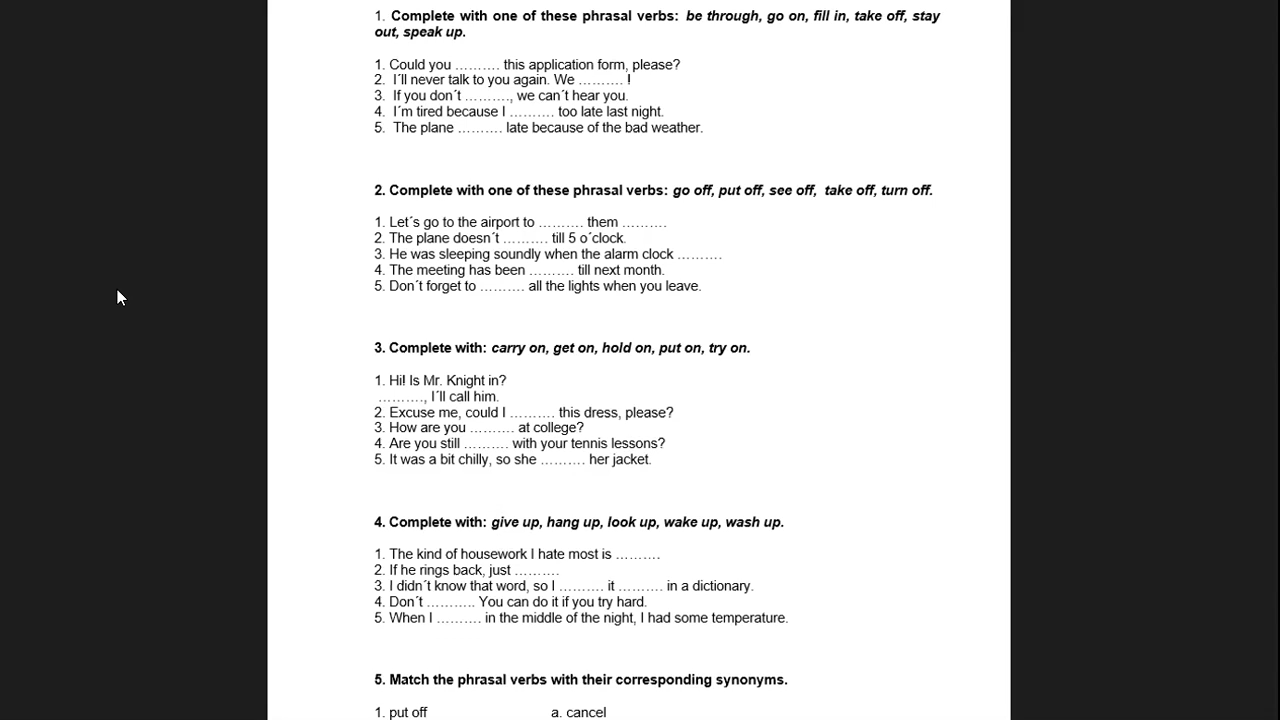 1. Complete with one of these phrasal verbs: be through, go on, fill in, take off, stay
out, speak up.
1. Could you ………. this application form, please?
2. I´ll never talk to you again. We ………. !
3. If you don´t ………., we can´t hear you.
4. I´m tired because I ………. too late last night.
5. The plane ………. late because of the bad weather.
2. Complete with one of these phrasal verbs: go off, put off, see off, take off, turn off.
1. Let´s go to the airport to ………. them ……….
2. The plane doesn´t ………. till 5 o´clock.
3. He was sleeping soundly when the alarm clock ……….
4. The meeting has been ………. till next month.
5. Don´t forget to ………. all the lights when you leave.
3. Complete with: carry on, get on, hold on, put on, try on.
1. Hi! Is Mr. Knight in?
………., I´ll call him.
2. Excuse me, could I ………. this dress, please?
3. How are you ………. at college?
4. Are you still ………. with your tennis lessons?
5. It was a bit chilly, so she ………. her jacket.
4. Complete with: give up, hang up, look up, wake up, wash up.
1. The kind of housework I hate most is ……….
2. If he rings back, just ……….
3. I didn´t know that word, so I ………. it ………. in a dictionary.
4. Don´t ……….. You can do it if you try hard.
5. When I ………. in the middle of the night, I had some temperature.
5. Match the phrasal verbs with their corresponding synonyms.
1. put off a. cancel